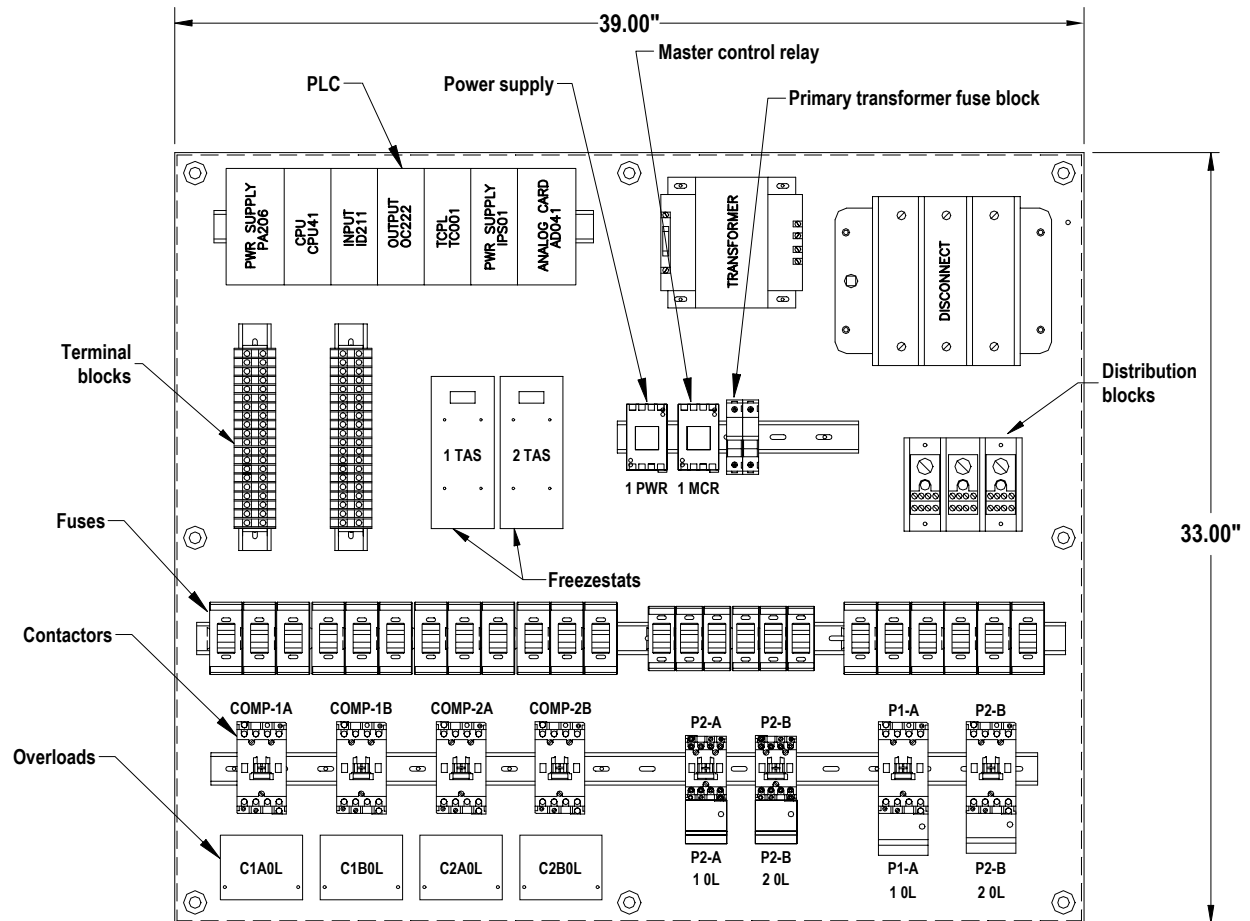 39.00"
Master control relay
PLC
Power supply
Primary transformer fuse block
PWR SUPPLY
PA206
CPU
CPU41
INPUT
ID211
OUTPUT
OC222
TCPL
TC001
PWR SUPPLY
IPS01
ANALOG CARD
AD041
TRANSFORMER
DISCONNECT
Terminal
blocks
Distribution
blocks
1 TAS
2 TAS
1 PWR
1 MCR
Fuses
33.00"
Freezestats
Contactors
COMP-1A
COMP-1B
COMP-2A
COMP-2B
P2-A
P2-B
P1-A
P2-B
Overloads
C1A0L
C1B0L
C2A0L
C2B0L
P2-A
1 0L
P2-B
2 0L
P1-A
1 0L
P2-B
2 0L